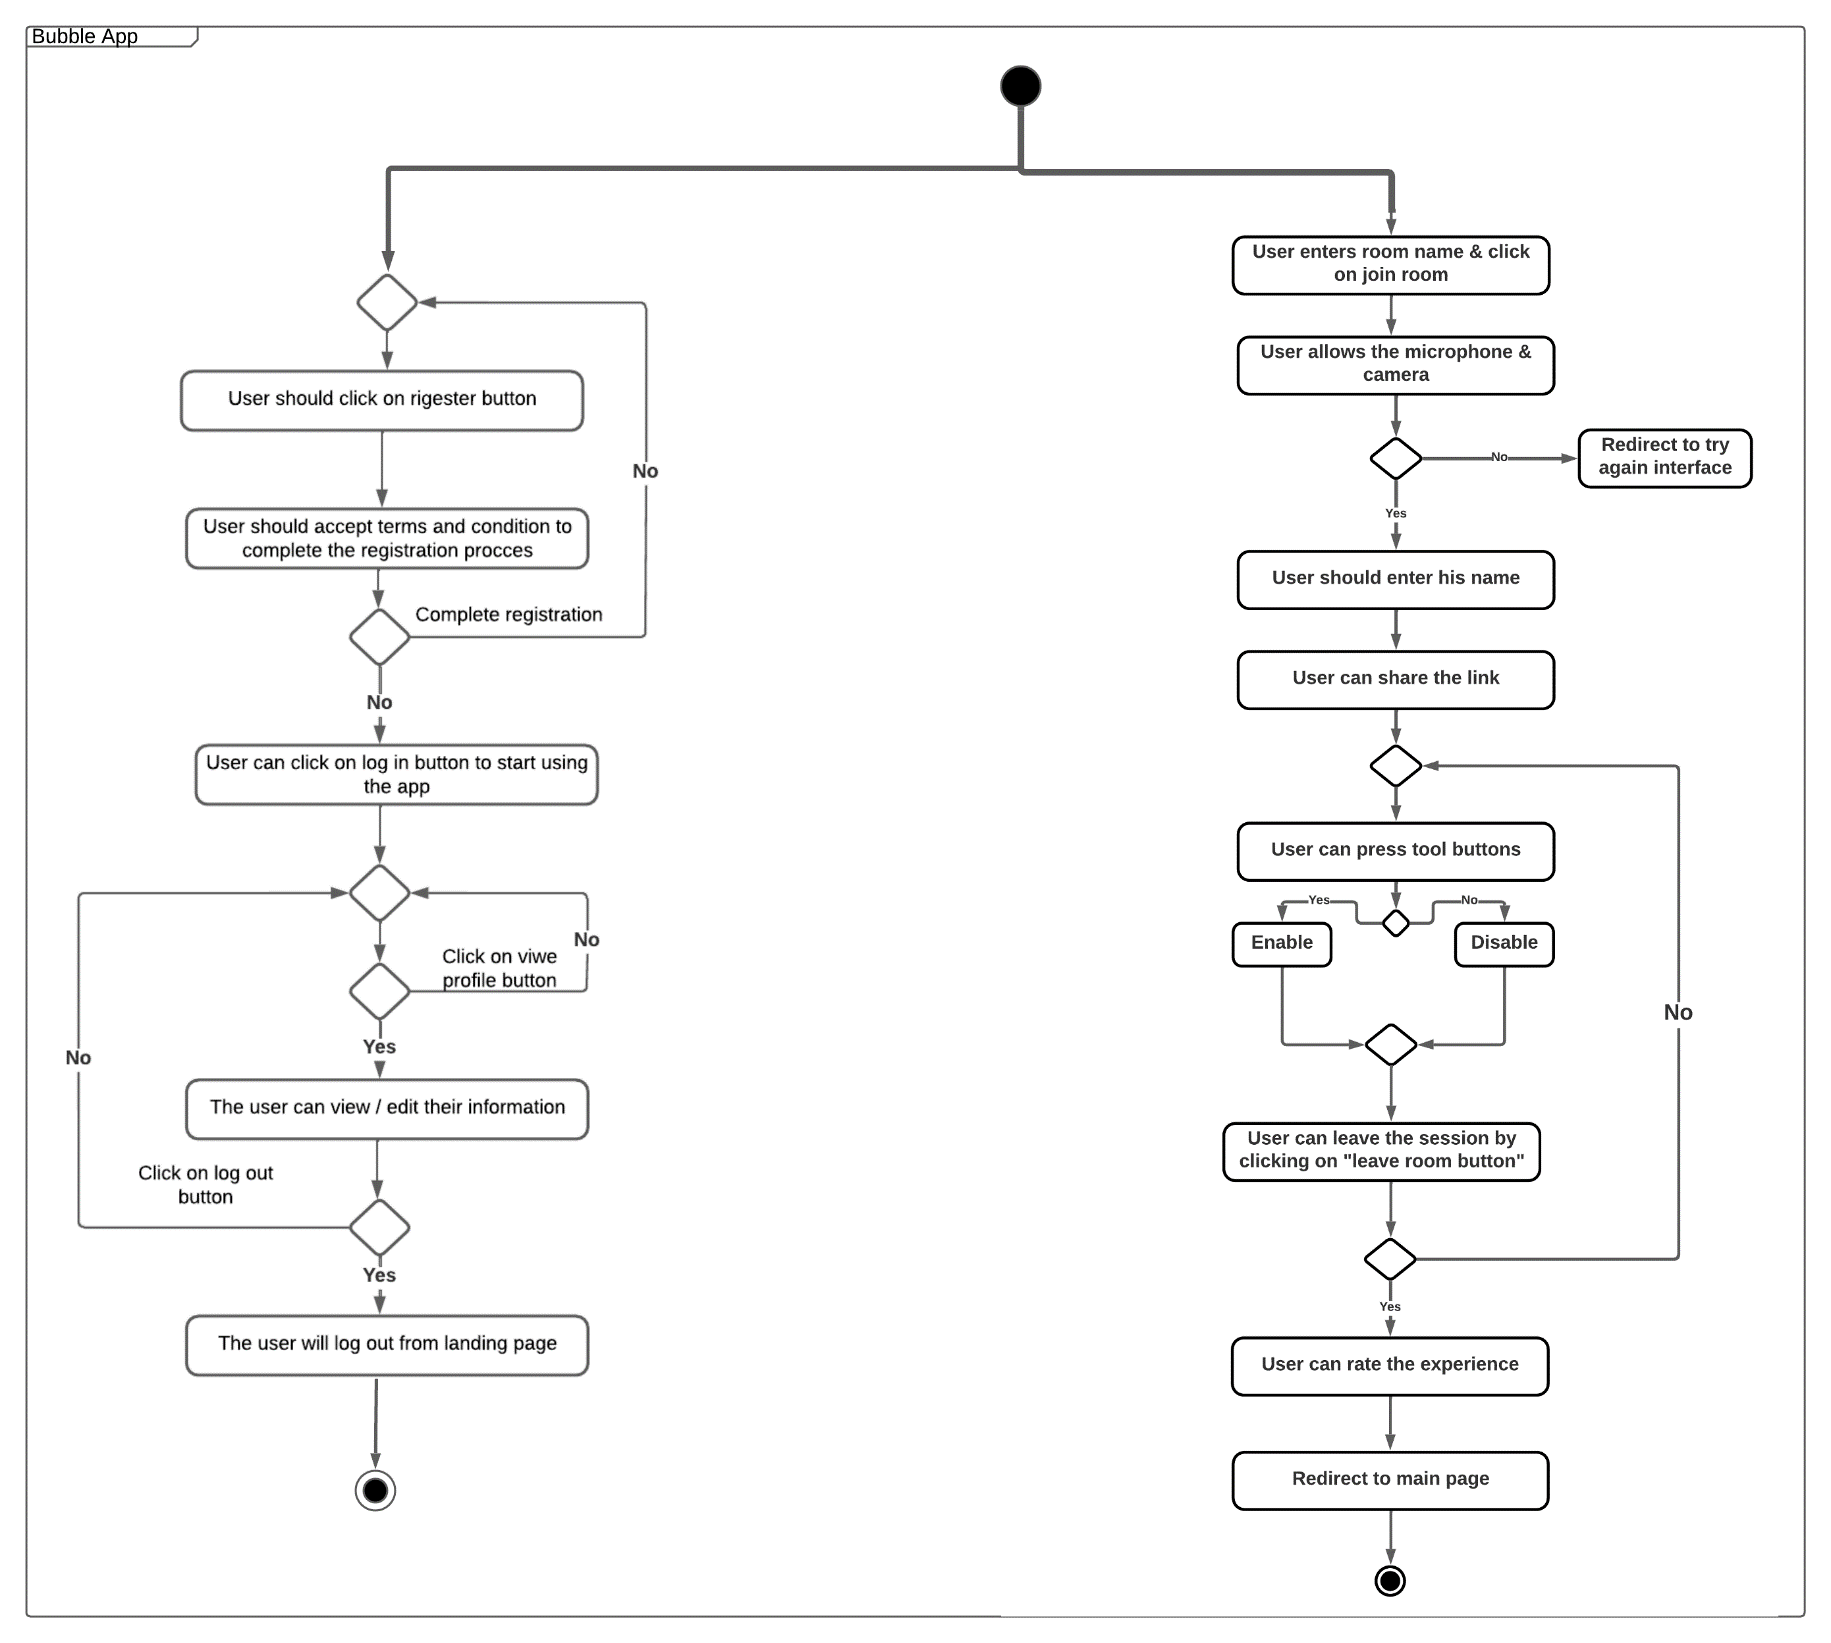 Bubble App
User should click on rigester button
No
User should accept terms and condition to
complete the registration procces
Complete registration
No
User can click on log in button to start using
the app
No
Click on viwe
profile button
Yes
No
The user can view / edit their information
Click on log out
button
Yes
The user will log out from landing page
User enters room name & click
on join room
User allows the microphone &
camera
No
Redirect to try
again interface
Yes
User should enter his name
User can share the link
User can press tool buttons
Yes
No
Enable
Disable
No
User can leave the session by
clicking on "leave room button"
Yes
User can rate the experience
Redirect to main page